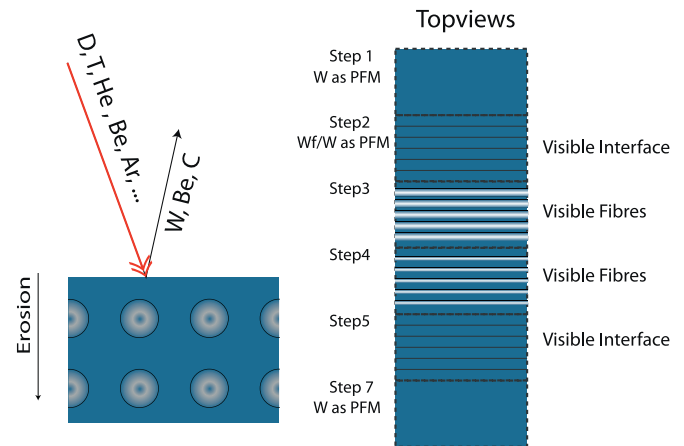 Topviews
D,T, He , Be, Ar, ...
W, Be, C
Erosion
Step 1
W as PFM
Step2
Wf/W as PFM
Visible Interface
Step3
Visible Fibres
Step4
Visible Fibres
Step5
Visible Interface
Step 7
W as PFM